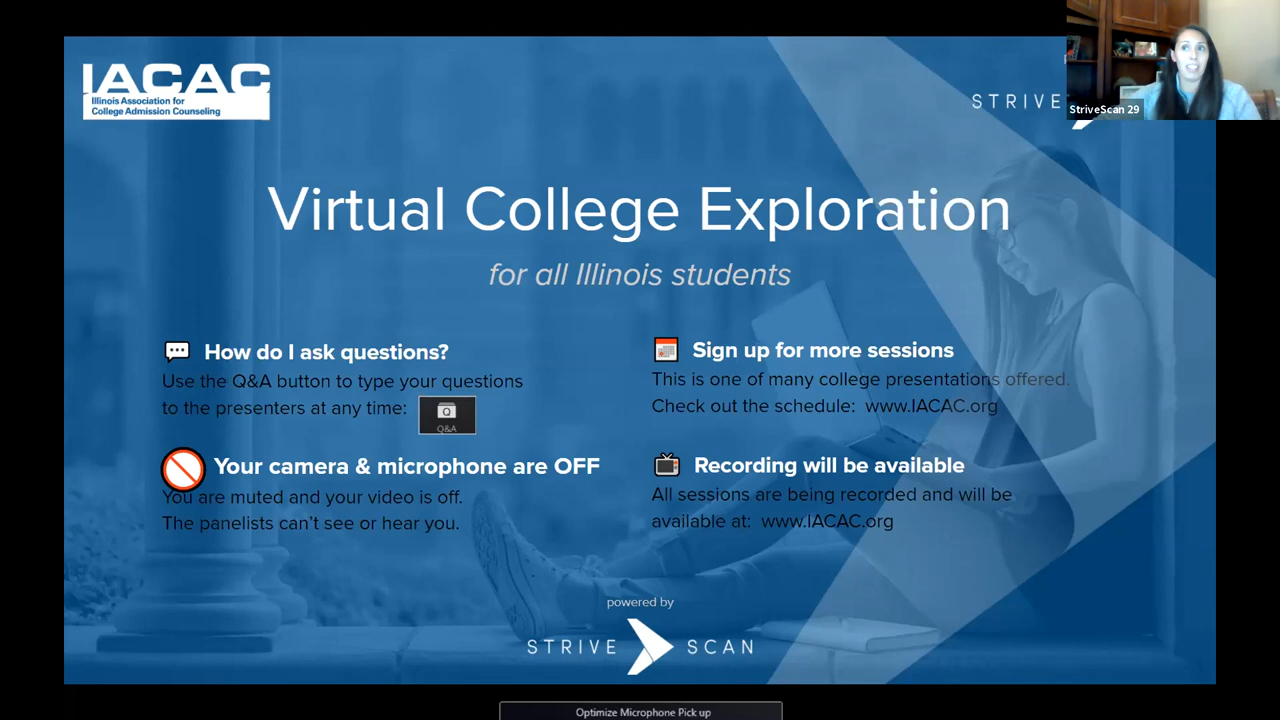 IACAC
Illinois Association for
College Admission Counseling
STRIVE
StriveScan 29
Virtual College Exploration
for all Illinois students
How do I ask questions?
Use the Q&A button to type your questions
to the presenters at any time:
Q
Q&A
Your camera & microphone are OFF
You are muted and your video is off.
The panelists can't see or hear you.
Sign up for more sessions
This is one of many college presentations offered.
Check out the schedule: www.IACAC.org
Recording will be available
All sessions are being recorded and will be
available at: www.IACAC.org
powered by
STRIVE SCAN
Optimize Microphone Pick up